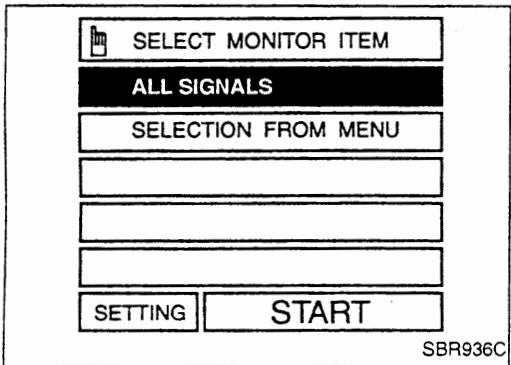 SELECT MONITOR ITEM
ALL SIGNALS
SELECTION FROM MENU
SETTING START
SBR936C